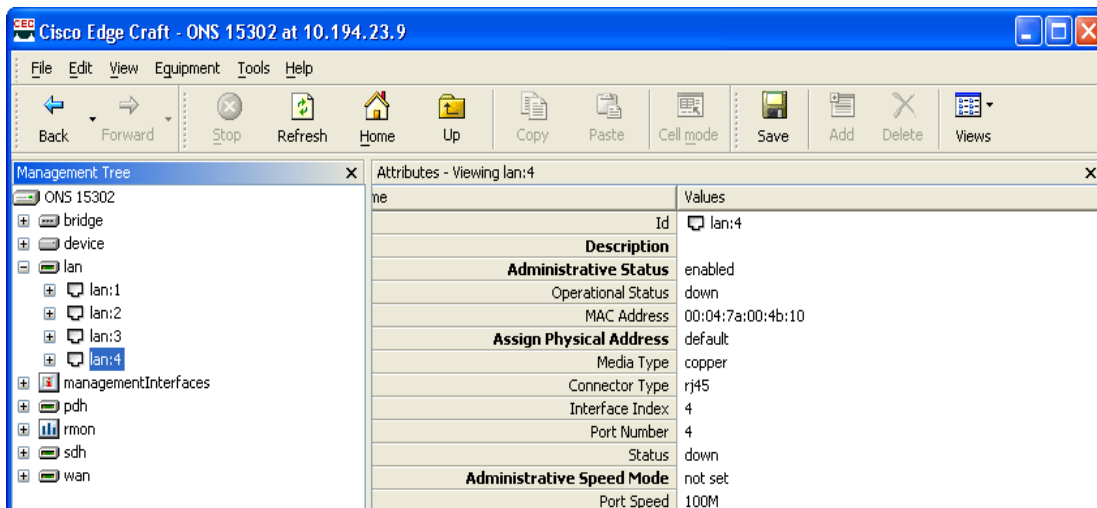 CEC Cisco Edge Craft - ONS 15302 at 10.194.23.9
File Edit View Equipment Tools Help
Back Forward Stop Refresh Home Up Copy Paste Cell mode Save Add Delete Views
Management Tree
ONS 15302
bridge
device
lan
lan:1
lan:2
lan:3
lan:4
managementInterfaces
pdh
rmon
sdh
wan
Attributes - Viewing lan:4
me Values
Id lan:4
Description
Administrative Status enabled
Operational Status down
MAC Address 00:04:7a:00:4b:10
Assign Physical Address default
Media Type copper
Connector Type rj45
Interface Index 4
Port Number 4
Status down
Administrative Speed Mode not set
Port Speed 100M